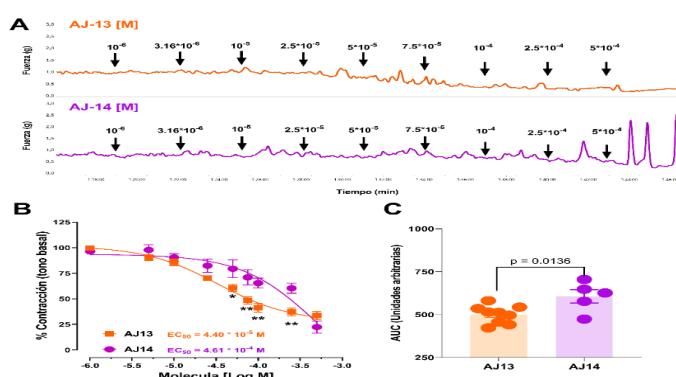 A
AJ-13 [M]
Fuerza (g)
10⁻⁶ 3.16*10⁻⁶ 10⁻⁵ 2.5*10⁻⁵ 5*10⁻⁵ 7.5*10⁻⁵ 10⁻⁴ 2.5*10⁻⁴ 5*10⁻⁴
AJ-14 [M]
Fuerza (g)
10⁻⁶ 3.16*10⁻⁶ 10⁻⁵ 2.5*10⁻⁵ 5*10⁻⁵ 7.5*10⁻⁵ 10⁻⁴ 2.5*10⁻⁴ 5*10⁻⁴
Tiempo (min)
B
% Contracción (tono basal)
125
100
75
50
25
0
* ** ** **
AJ13 EC₅₀ = 4.40 * 10⁻⁵ M
AJ14 EC₅₀ = 4.61 * 10⁻⁴ M
-6.0 -5.5 -5.0 -4.5 -4.0 -3.5 -3.0
Molecula [Log M]
C
AUC (Unidades arbitrarias)
1000
750
500
250
p = 0.0136
AJ13 AJ14